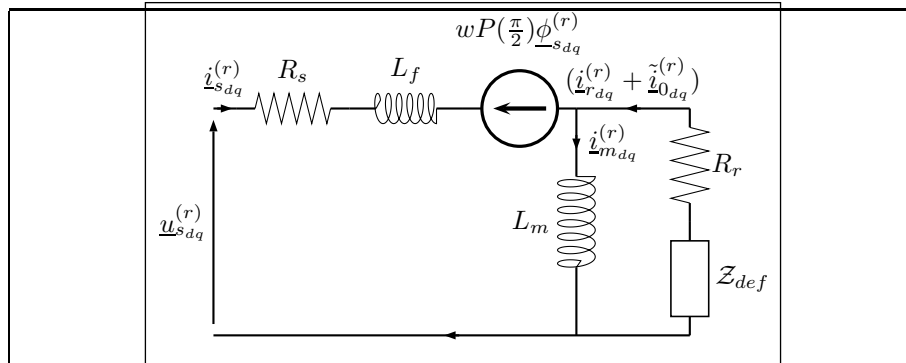 wP(π/2)φ_{s_{dq}}^{(r)}
i_{s_{dq}}^{(r)} R_s L_f (i_{r_{dq}}^{(r)} + ĩ_{0_{dq}}^{(r)})
i_{m_{dq}}^{(r)}
R_r
u_{s_{dq}}^{(r)} L_m
Z_{def}